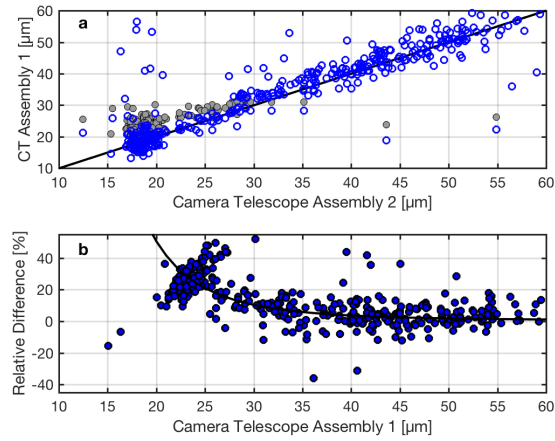 a
CT Assembly 1 [µm]
60
50
40
30
20
10
10 15 20 25 30 35 40 45 50 55 60
Camera Telescope Assembly 2 [µm]
b
Relative Difference [%]
40
20
0
-20
-40
10 15 20 25 30 35 40 45 50 55 60
Camera Telescope Assembly 1 [µm]